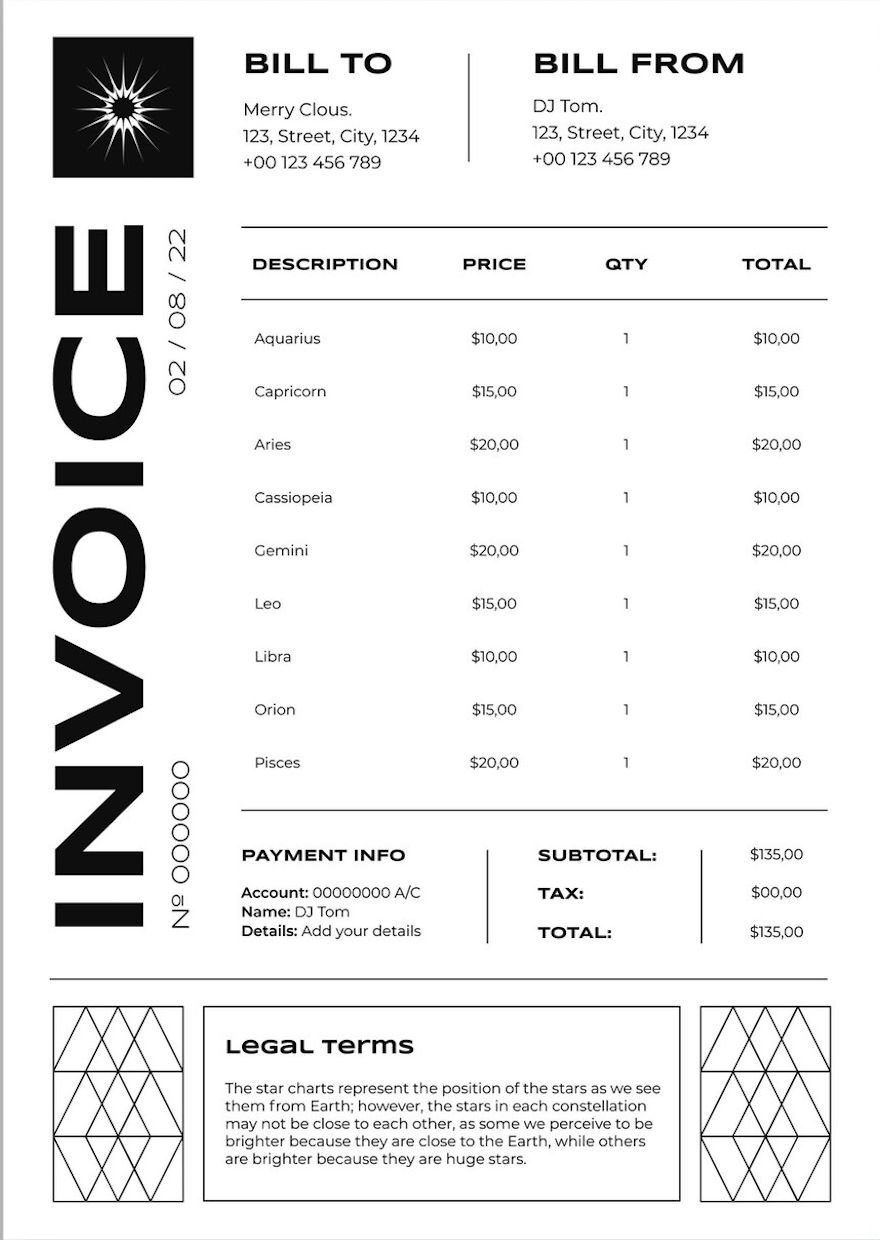 BILL TO
Merry Clous.
123, Street, City, 1234
+00 123 456 789
BILL FROM
DJ Tom.
123, Street, City, 1234
+00 123 456 789
INVOICE
02 / 08 / 22
Nº 000000
DESCRIPTION PRICE QTY TOTAL
Aquarius $10,00 1 $10,00
Capricorn $15,00 1 $15,00
Aries $20,00 1 $20,00
Cassiopeia $10,00 1 $10,00
Gemini $20,00 1 $20,00
Leo $15,00 1 $15,00
Libra $10,00 1 $10,00
Orion $15,00 1 $15,00
Pisces $20,00 1 $20,00
PAYMENT INFO
Account: 00000000 A/C
Name: DJ Tom
Details: Add your details
SUBTOTAL: $135,00
TAX: $00,00
TOTAL: $135,00
Legal Terms
The star charts represent the position of the stars as we see
them from Earth; however, the stars in each constellation
may not be close to each other, as some we perceive to be
brighter because they are close to the Earth, while others
are brighter because they are huge stars.